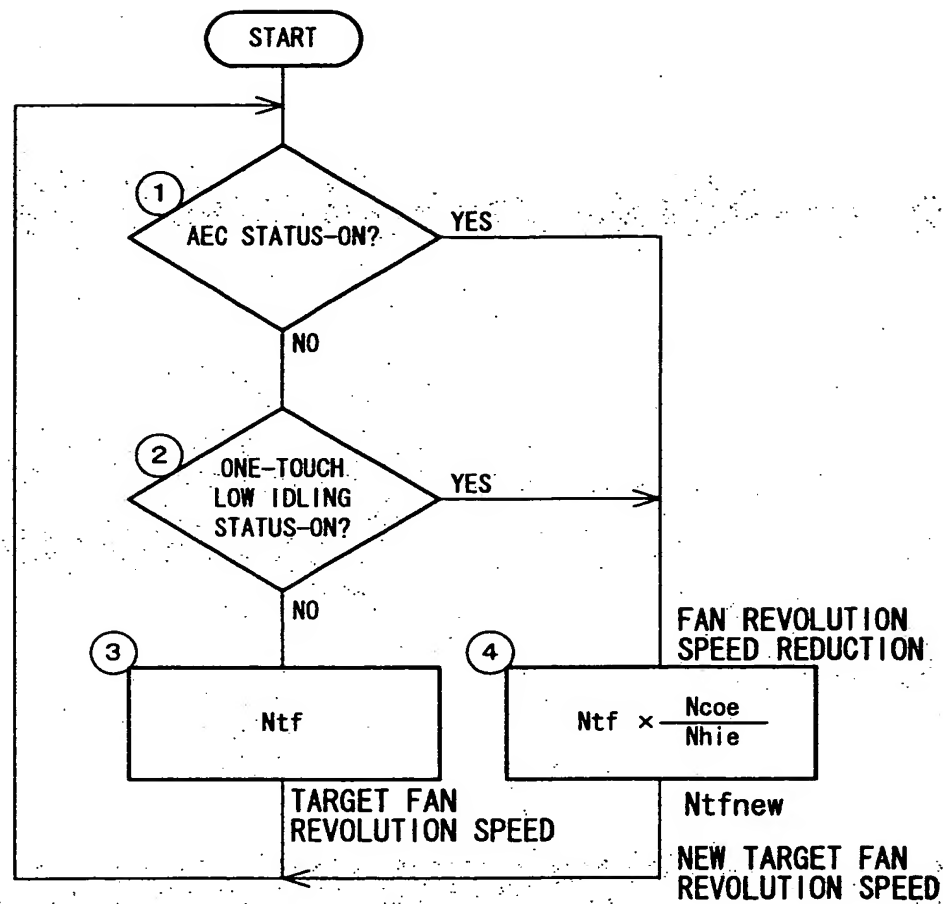 START
1
AEC STATUS-ON?
YES
NO
2
ONE-TOUCH
LOW IDLING
STATUS-ON?
YES
NO
FAN REVOLUTION
SPEED REDUCTION
3
Ntf
TARGET FAN
REVOLUTION SPEED
4
Ntf × Ncoe
Nhie
Ntfnew
NEW TARGET FAN
REVOLUTION SPEED